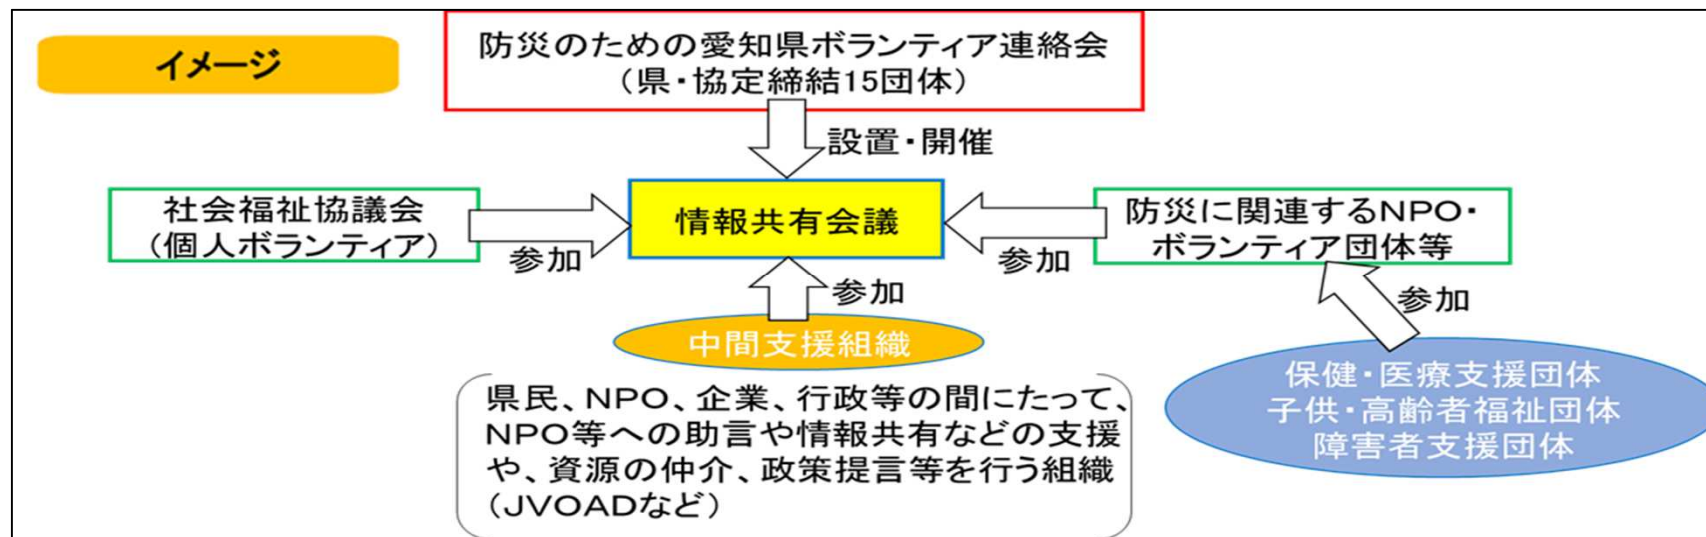 イメージ
防災のための愛知県ボランティア連絡会
(県・協定締結15団体)
設置・開催
社会福祉協議会
(個人ボランティア)
参加
情報共有会議
参加
防災に関連するNPO・
ボランティア団体等
参加
参加
中間支援組織
県民、NPO、企業、行政等の間にたって、
NPO等への助言や情報共有などの支援
や、資源の仲介、政策提言等を行う組織
(JVOADなど)
保健・医療支援団体
子供・高齢者福祉団体
障害者支援団体